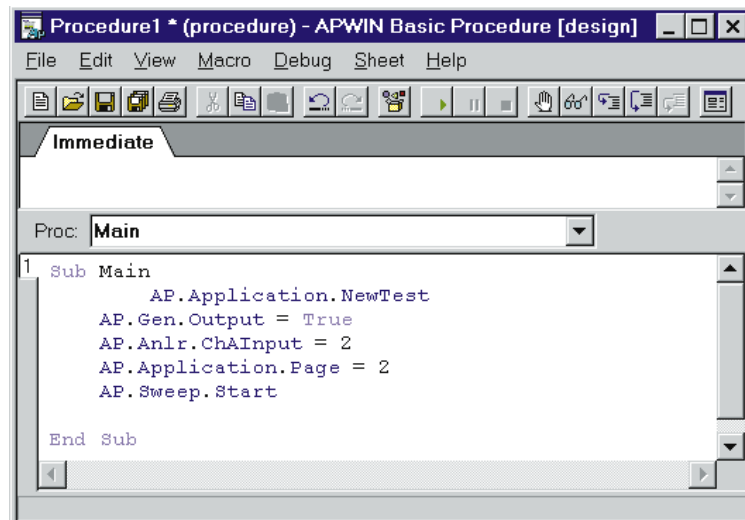 Procedure1 * (procedure) - APWIN Basic Procedure [design]
File Edit View Macro Debug Sheet Help
Immediate
Proc: Main
1
Sub Main
AP.Application.NewTest
AP.Gen.Output = True
AP.Anlr.ChAInput = 2
AP.Application.Page = 2
AP.Sweep.Start
End Sub